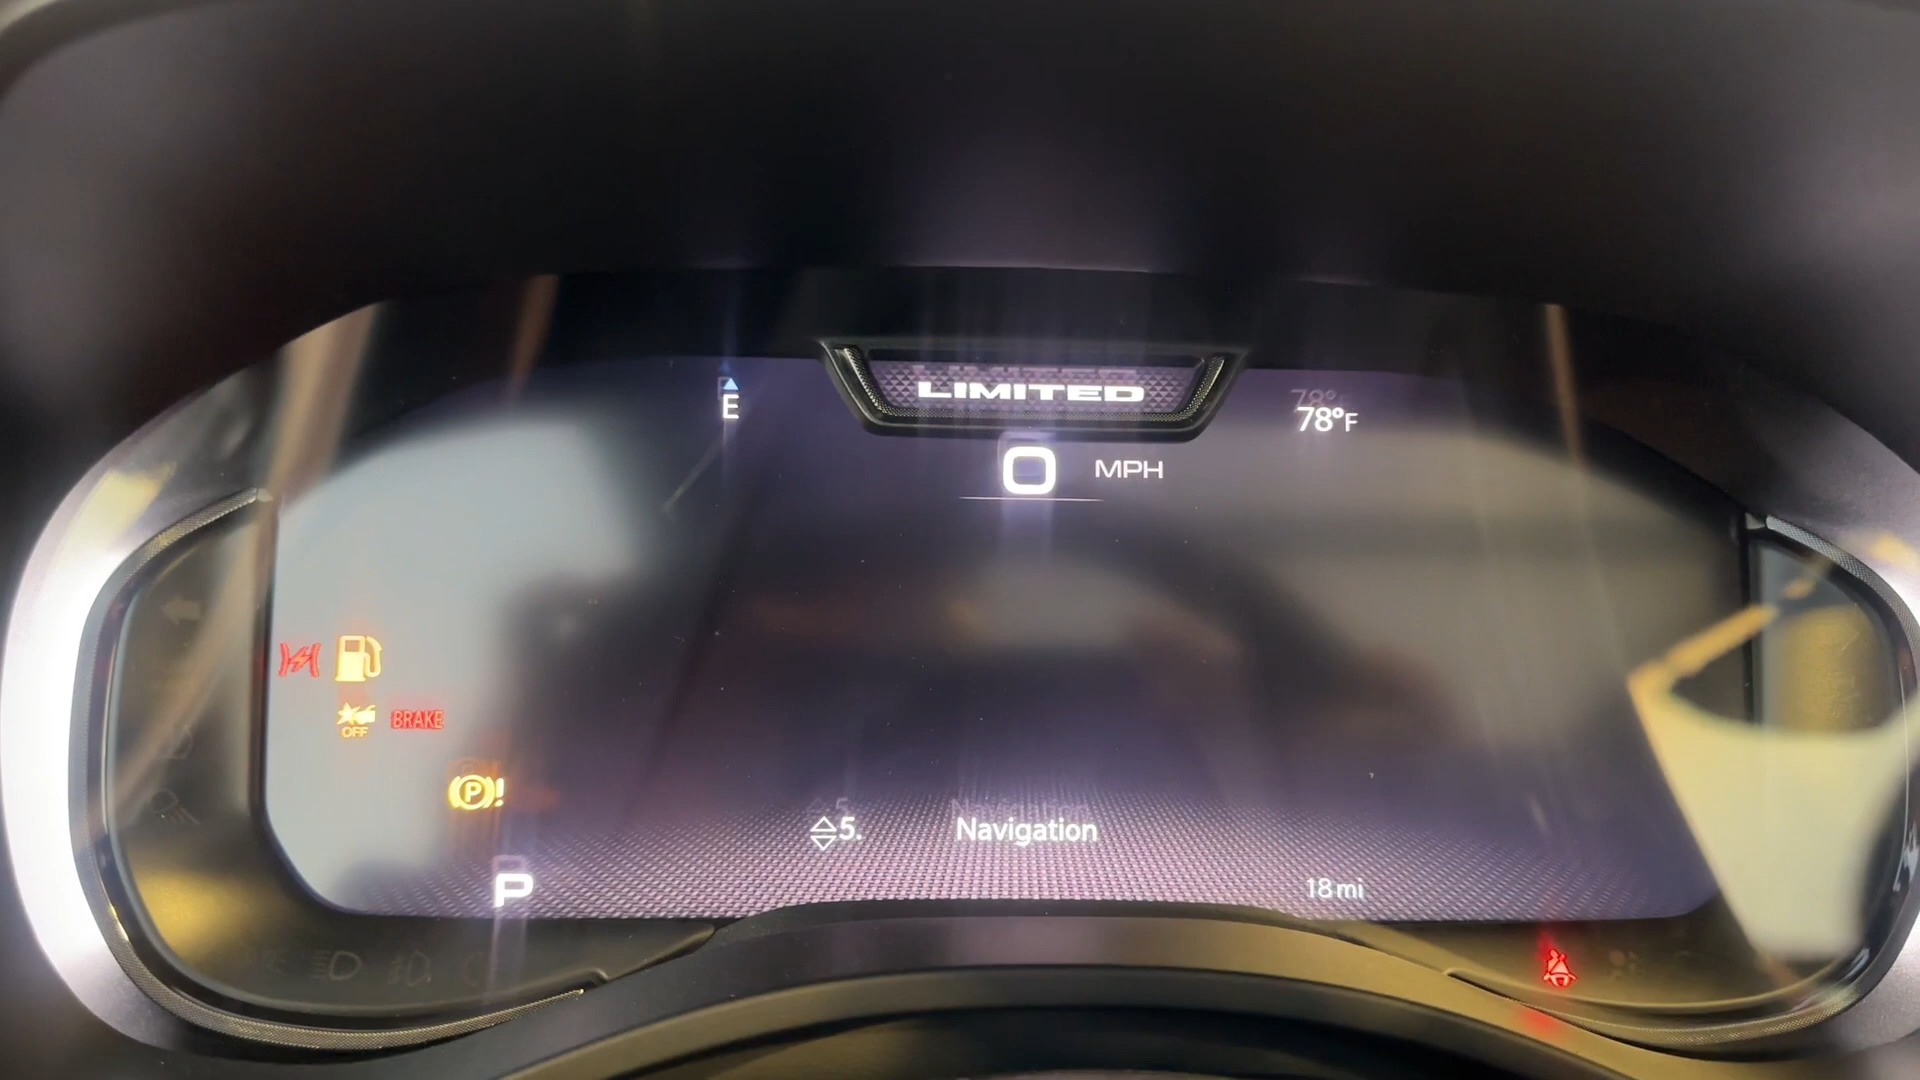 LIMITED
E
78°F
0 MPH
OFF
BRAKE
P
5. Navigation
P
18 mi